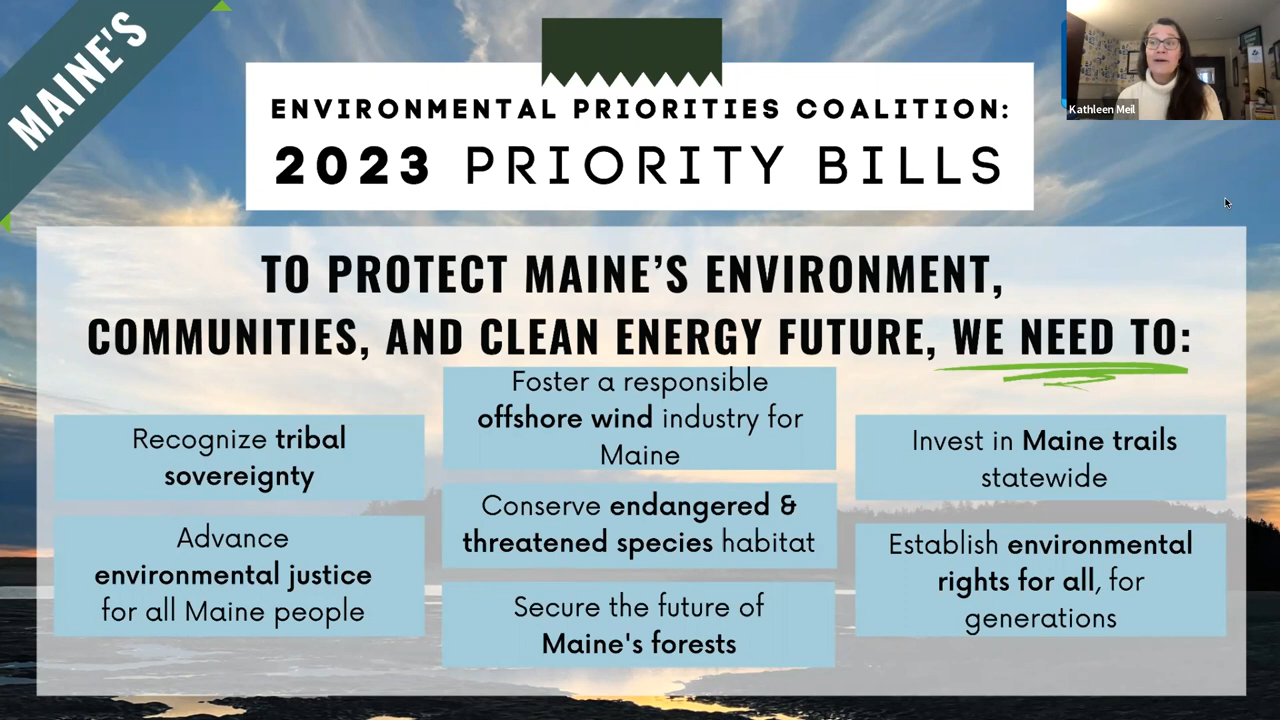 MAINE'S
ENVIRONMENTAL PRIORITIES COALITION:
2023 PRIORITY BILLS
Kathleen Meil
TO PROTECT MAINE’S ENVIRONMENT,
COMMUNITIES, AND CLEAN ENERGY FUTURE, WE NEED TO:
Recognize tribal
sovereignty
Advance
environmental justice
for all Maine people
Foster a responsible
offshore wind industry for
Maine
Conserve endangered &
threatened species habitat
Secure the future of
Maine's forests
Invest in Maine trails
statewide
Establish environmental
rights for all, for
generations